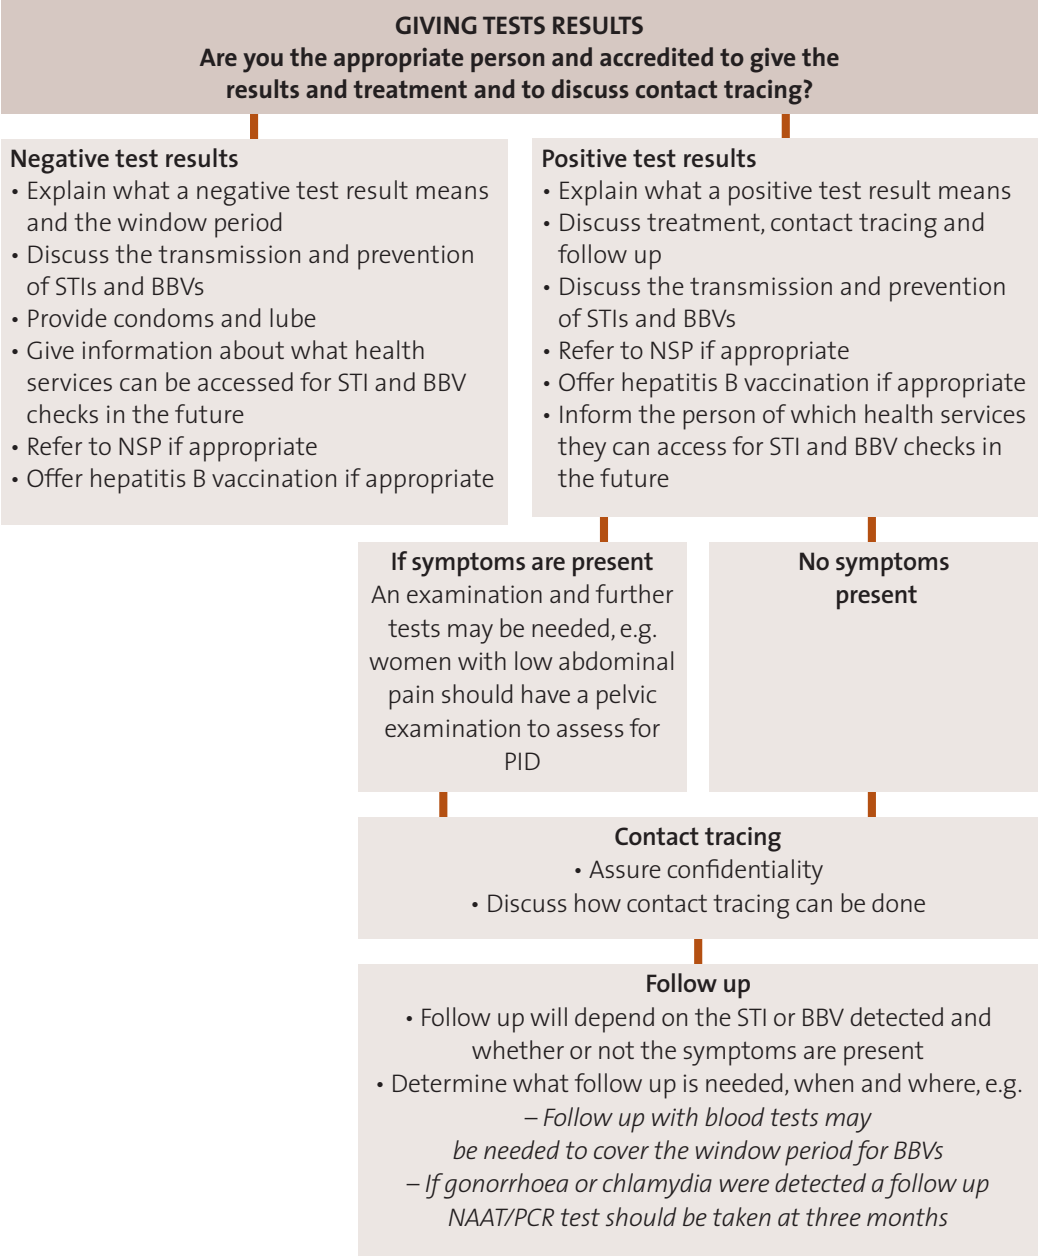 GIVING TESTS RESULTS
Are you the appropriate person and accredited to give the
results and treatment and to discuss contact tracing?
Negative test results
• Explain what a negative test result means
and the window period
• Discuss the transmission and prevention
of STIs and BBVs
• Provide condoms and lube
• Give information about what health
services can be accessed for STI and BBV
checks in the future
• Refer to NSP if appropriate
• Offer hepatitis B vaccination if appropriate
Positive test results
• Explain what a positive test result means
• Discuss treatment, contact tracing and
follow up
• Discuss the transmission and prevention
of STIs and BBVs
• Refer to NSP if appropriate
• Offer hepatitis B vaccination if appropriate
• Inform the person of which health services
they can access for STI and BBV checks in
the future
If symptoms are present
An examination and further
tests may be needed, e.g.
women with low abdominal
pain should have a pelvic
examination to assess for
PID
No symptoms
present
Contact tracing
• Assure confidentiality
• Discuss how contact tracing can be done
Follow up
• Follow up will depend on the STI or BBV detected and
whether or not the symptoms are present
• Determine what follow up is needed, when and where, e.g.
– Follow up with blood tests may
be needed to cover the window period for BBVs
– If gonorrhoea or chlamydia were detected a follow up
NAAT/PCR test should be taken at three months